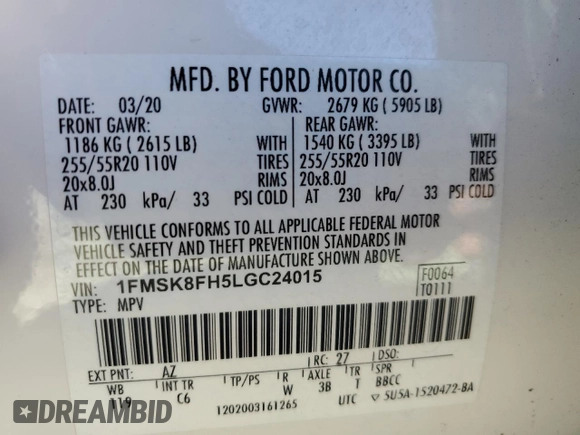 MFD. BY FORD MOTOR CO.
DATE: 03/20 GVWR: 2679 KG ( 5905 LB)
FRONT GAWR: REAR GAWR:
1186 KG ( 2615 LB) WITH 1540 KG ( 3395 LB) WITH
255/55R20 110V TIRES 255/55R20 110V TIRES
20x8.0J RIMS 20x8.0J RIMS
AT 230 kPa/ 33 PSI COLD AT 230 kPa/ 33 PSI COLD
THIS VEHICLE CONFORMS TO ALL APPLICABLE FEDERAL MOTOR
VEHICLE SAFETY AND THEFT PREVENTION STANDARDS IN
EFFECT ON THE DATE OF MANUFACTURE SHOWN ABOVE.
VIN: 1FMSK8FH5LGC24015 F0064
TYPE: MPV T0111
EXT PNT: AZ RC: 27 DSO:
WB INT TR TP/PS R AXLE TR SPR
119 C6 W 3B T BBCC
1202003161265 UTC 5U5A-1520472-BA
DREAMBID